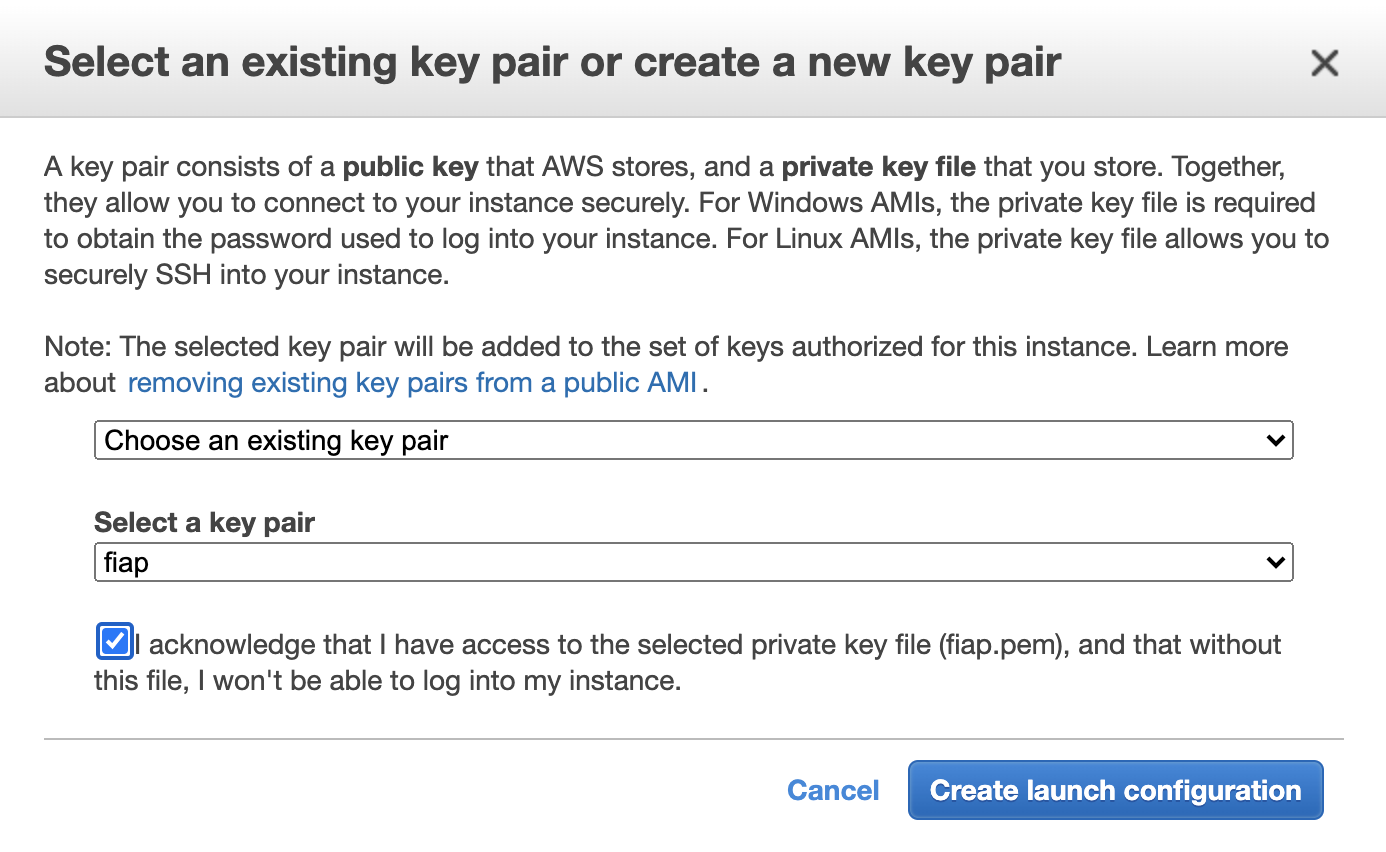 Select an existing key pair or create a new key pair
A key pair consists of a public key that AWS stores, and a private key file that you store. Together,
they allow you to connect to your instance securely. For Windows AMIs, the private key file is required
to obtain the password used to log into your instance. For Linux AMIs, the private key file allows you to
securely SSH into your instance.
Note: The selected key pair will be added to the set of keys authorized for this instance. Learn more
about removing existing key pairs from a public AMI .
Choose an existing key pair
Select a key pair
fiap
I acknowledge that I have access to the selected private key file (fiap.pem), and that without
this file, I won't be able to log into my instance.
Cancel Create launch configuration